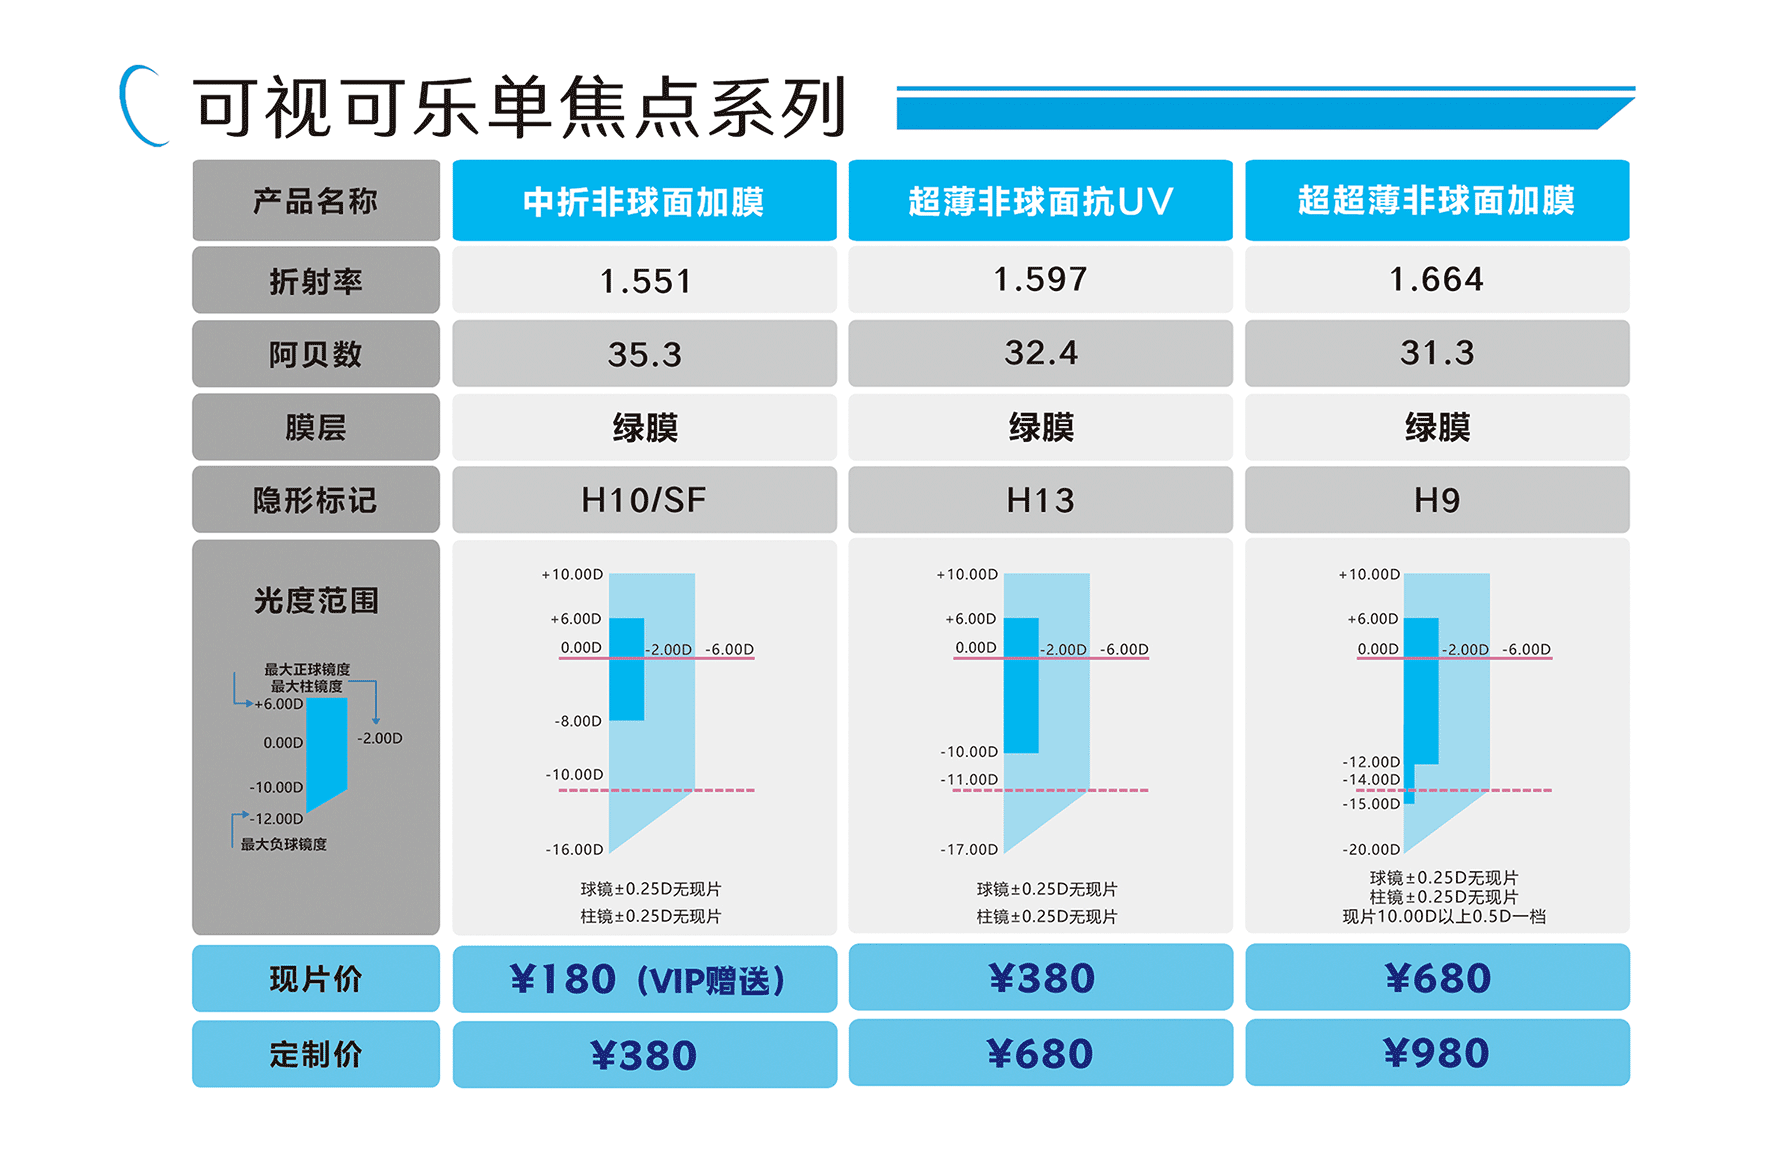 可视可乐单焦点系列
产品名称 中折非球面加膜 超薄非球面抗UV 超超薄非球面加膜
折射率 1.551 1.597 1.664
阿贝数 35.3 32.4 31.3
膜层 绿膜 绿膜 绿膜
隐形标记 H10/SF H13 H9
光度范围
最大正球镜度
最大柱镜度
+6.00D
0.00D
-2.00D
-10.00D
-12.00D
最大负球镜度
+10.00D
+6.00D
0.00D -2.00D -6.00D
-8.00D
-10.00D
-16.00D
球镜±0.25D无现片
柱镜±0.25D无现片
+10.00D
+6.00D
0.00D -2.00D -6.00D
-10.00D
-11.00D
-17.00D
球镜±0.25D无现片
柱镜±0.25D无现片
+10.00D
+6.00D
0.00D -2.00D -6.00D
-12.00D
-14.00D
-15.00D
-20.00D
球镜±0.25D无现片
柱镜±0.25D无现片
现片10.00D以上0.5D一档
现片价 ¥180（VIP赠送） ¥380 ¥680
定制价 ¥380 ¥680 ¥980